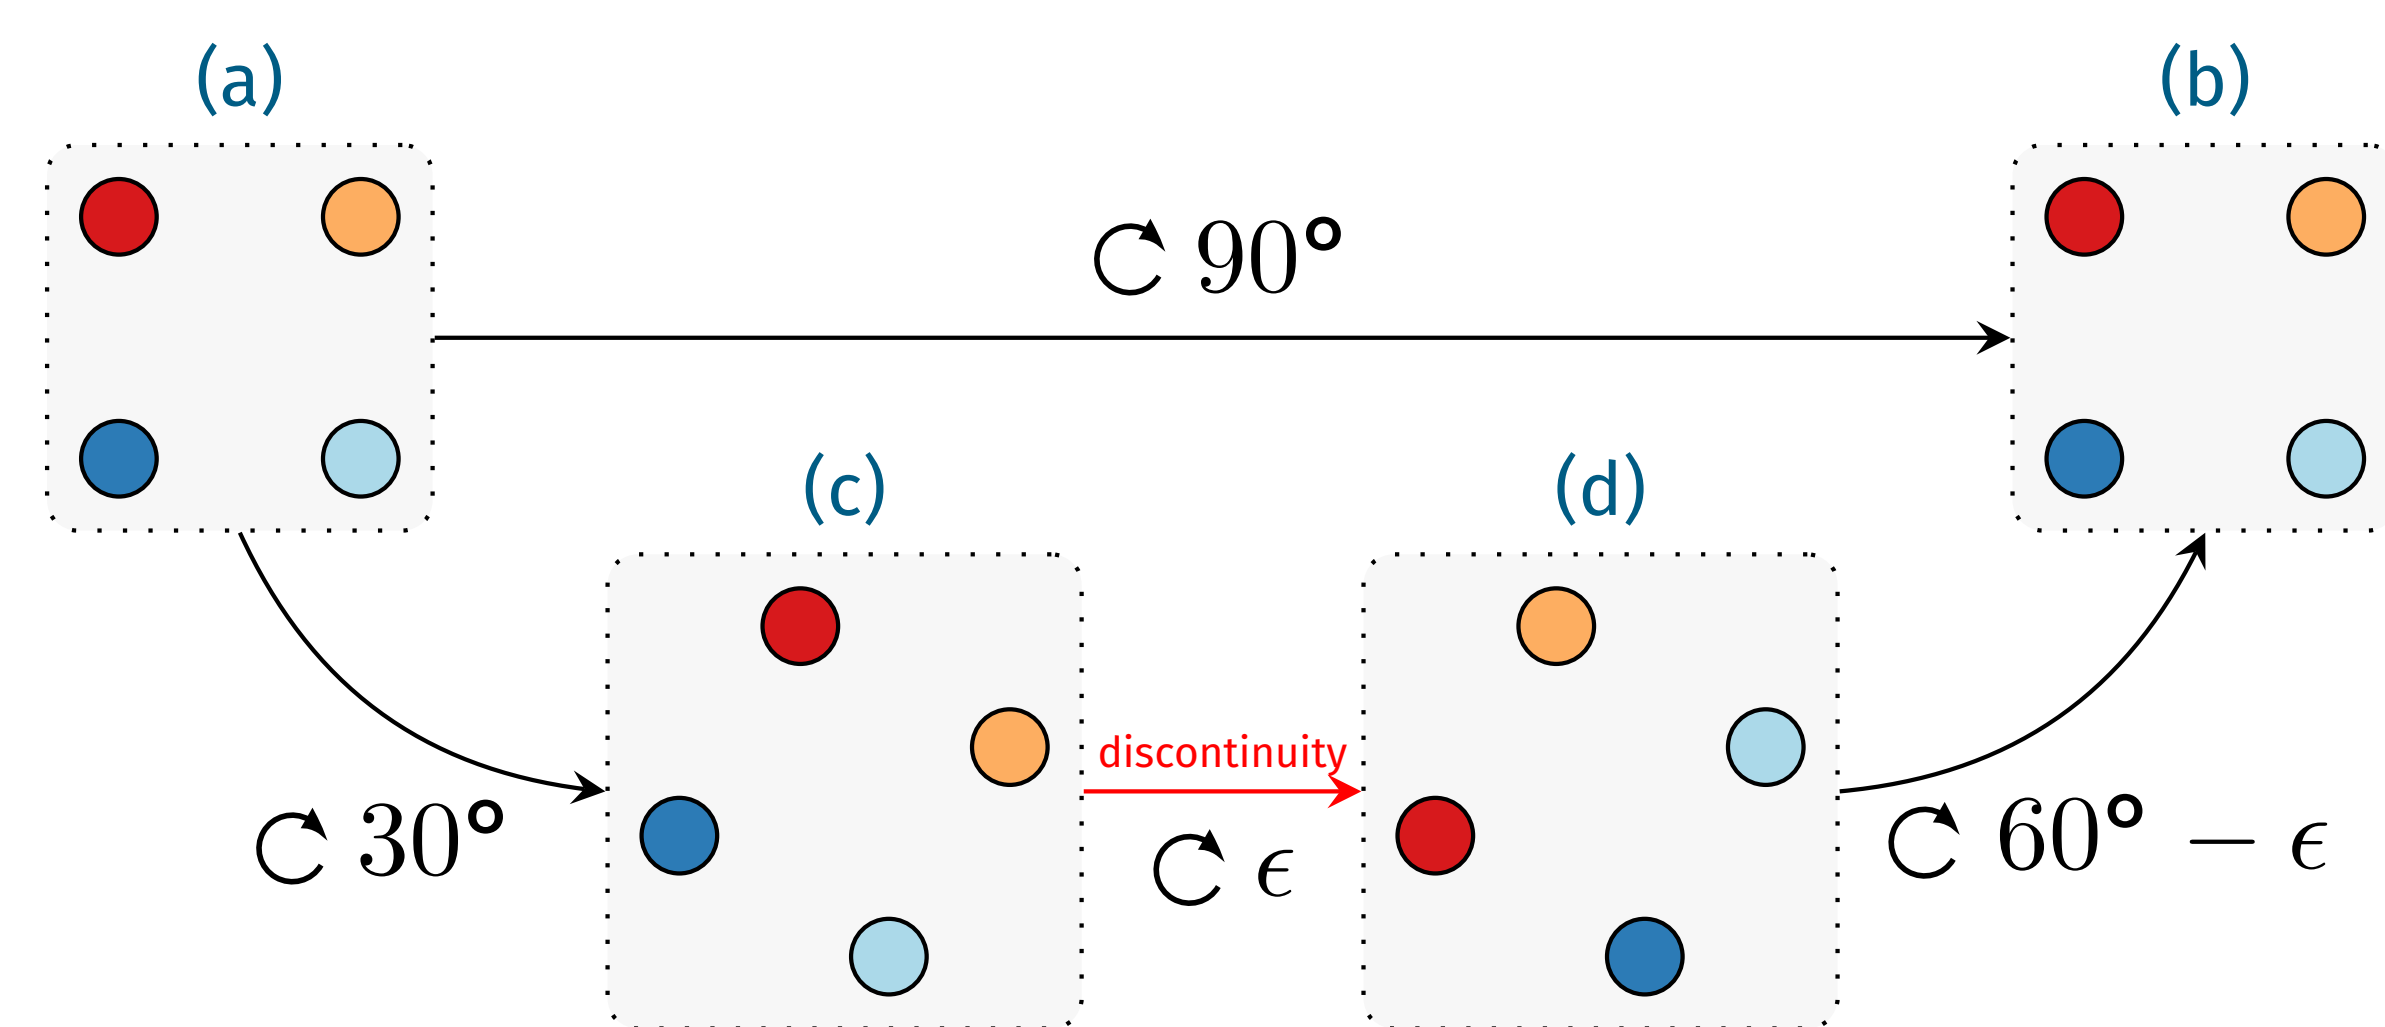 (a)
(b)
↻ 90°
(c)
(d)
discontinuity
↻ 30°
↻ ϵ
↻ 60° − ϵ